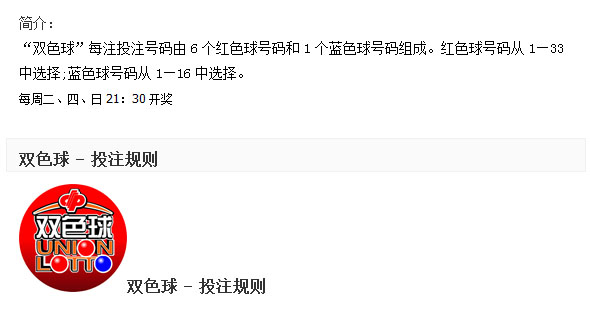 简介：
“双色球”每注投注号码由 6 个红色球号码和 1 个蓝色球号码组成。红色球号码从 1—33
中选择;蓝色球号码从 1—16 中选择。
每周二、四、日 21：30 开奖
双色球 - 投注规则
中
双色球
UNION
LOTTO
双色球 - 投注规则